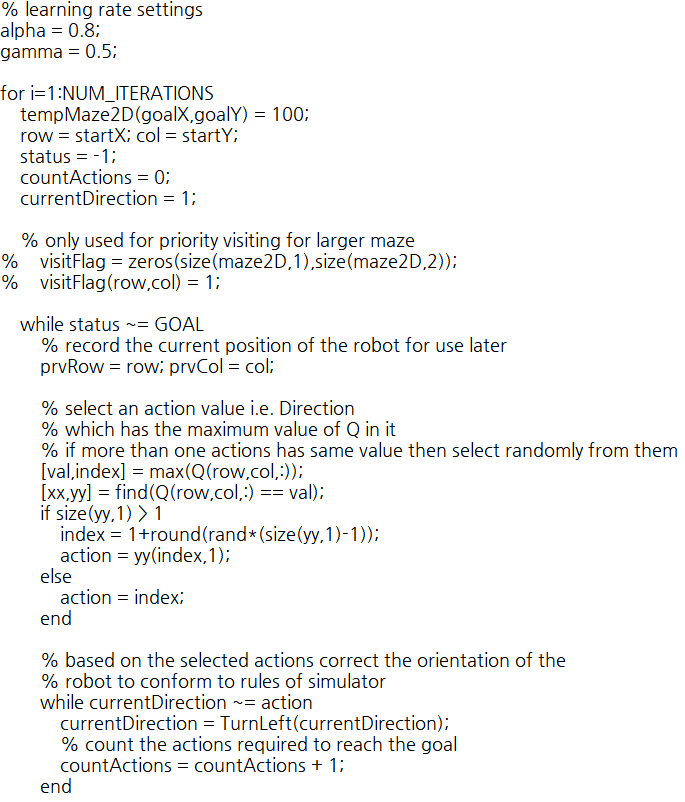 % learning rate settings
alpha = 0.8;
gamma = 0.5;
for i=1:NUM_ITERATIONS
tempMaze2D(goalX,goalY) = 100;
row = startX; col = startY;
status = -1;
countActions = 0;
currentDirection = 1;
% only used for priority visiting for larger maze
% visitFlag = zeros(size(maze2D,1),size(maze2D,2));
% visitFlag(row,col) = 1;
while status ~= GOAL
% record the current position of the robot for use later
prvRow = row; prvCol = col;
% select an action value i.e. Direction
% which has the maximum value of Q in it
% if more than one actions has same value then select randomly from them
[val,index] = max(Q(row,col,:));
[xx,yy] = find(Q(row,col,:) == val);
if size(yy,1) > 1
index = 1+round(rand*(size(yy,1)-1));
action = yy(index,1);
else
action = index;
end
% based on the selected actions correct the orientation of the
% robot to conform to rules of simulator
while currentDirection ~= action
currentDirection = TurnLeft(currentDirection);
% count the actions required to reach the goal
countActions = countActions + 1;
end